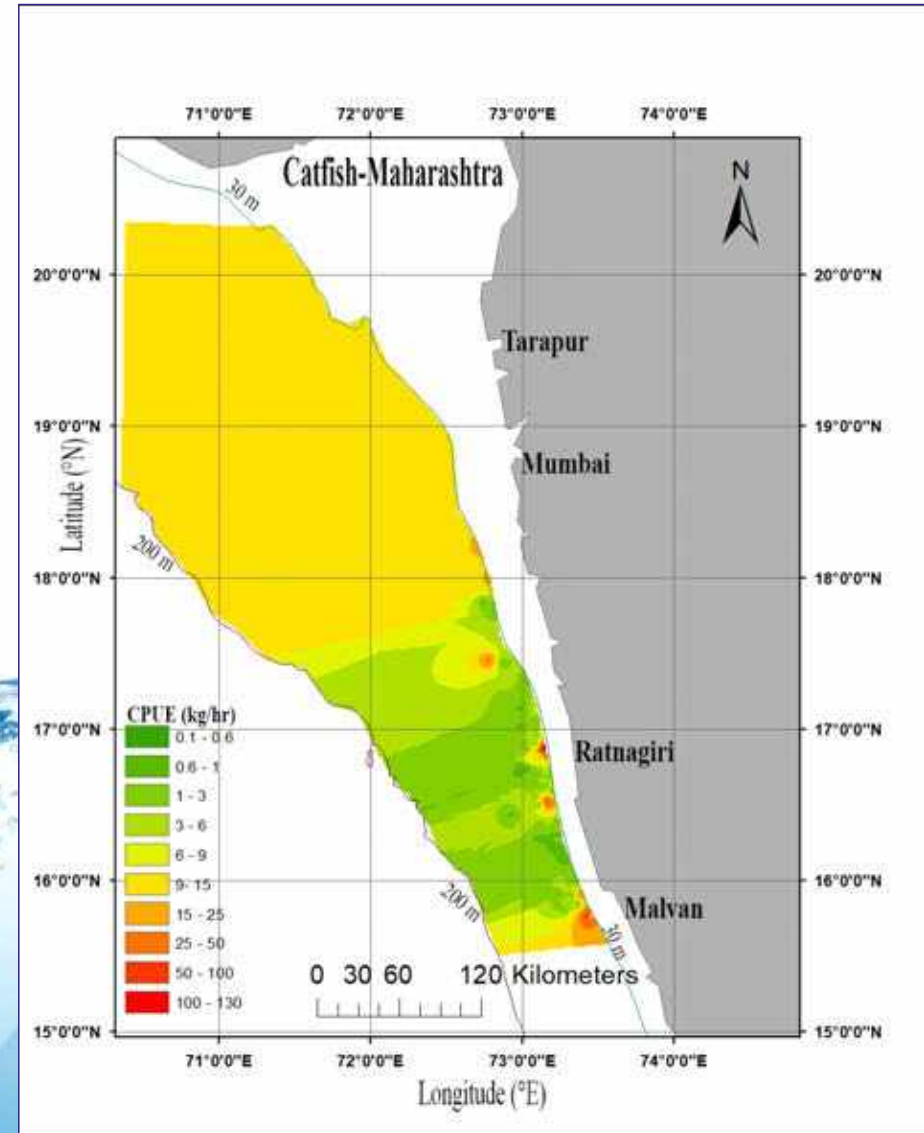 71°0'0"E 72°0'0"E 73°0'0"E 74°0'0"E
Catfish-Maharashtra
N
30 m
20°0'0"N 20°0'0"N
Tarapur
19°0'0"N 19°0'0"N
Mumbai
Latitude (°N)
200 m
18°0'0"N 18°0'0"N
CPUE (kg/hr)
17°0'0"N 17°0'0"N
0.1 - 0.6
Ratnagiri
0.6 - 1
1 - 3
3 - 6
6 - 9
16°0'0"N 16°0'0"N
9- 15
200 m
Malvan
15 - 25
30 m
25 - 50
0 30 60 120 Kilometers
50 - 100
100 - 130
15°0'0"N 15°0'0"N
71°0'0"E 72°0'0"E 73°0'0"E 74°0'0"E
Longitude (°E)